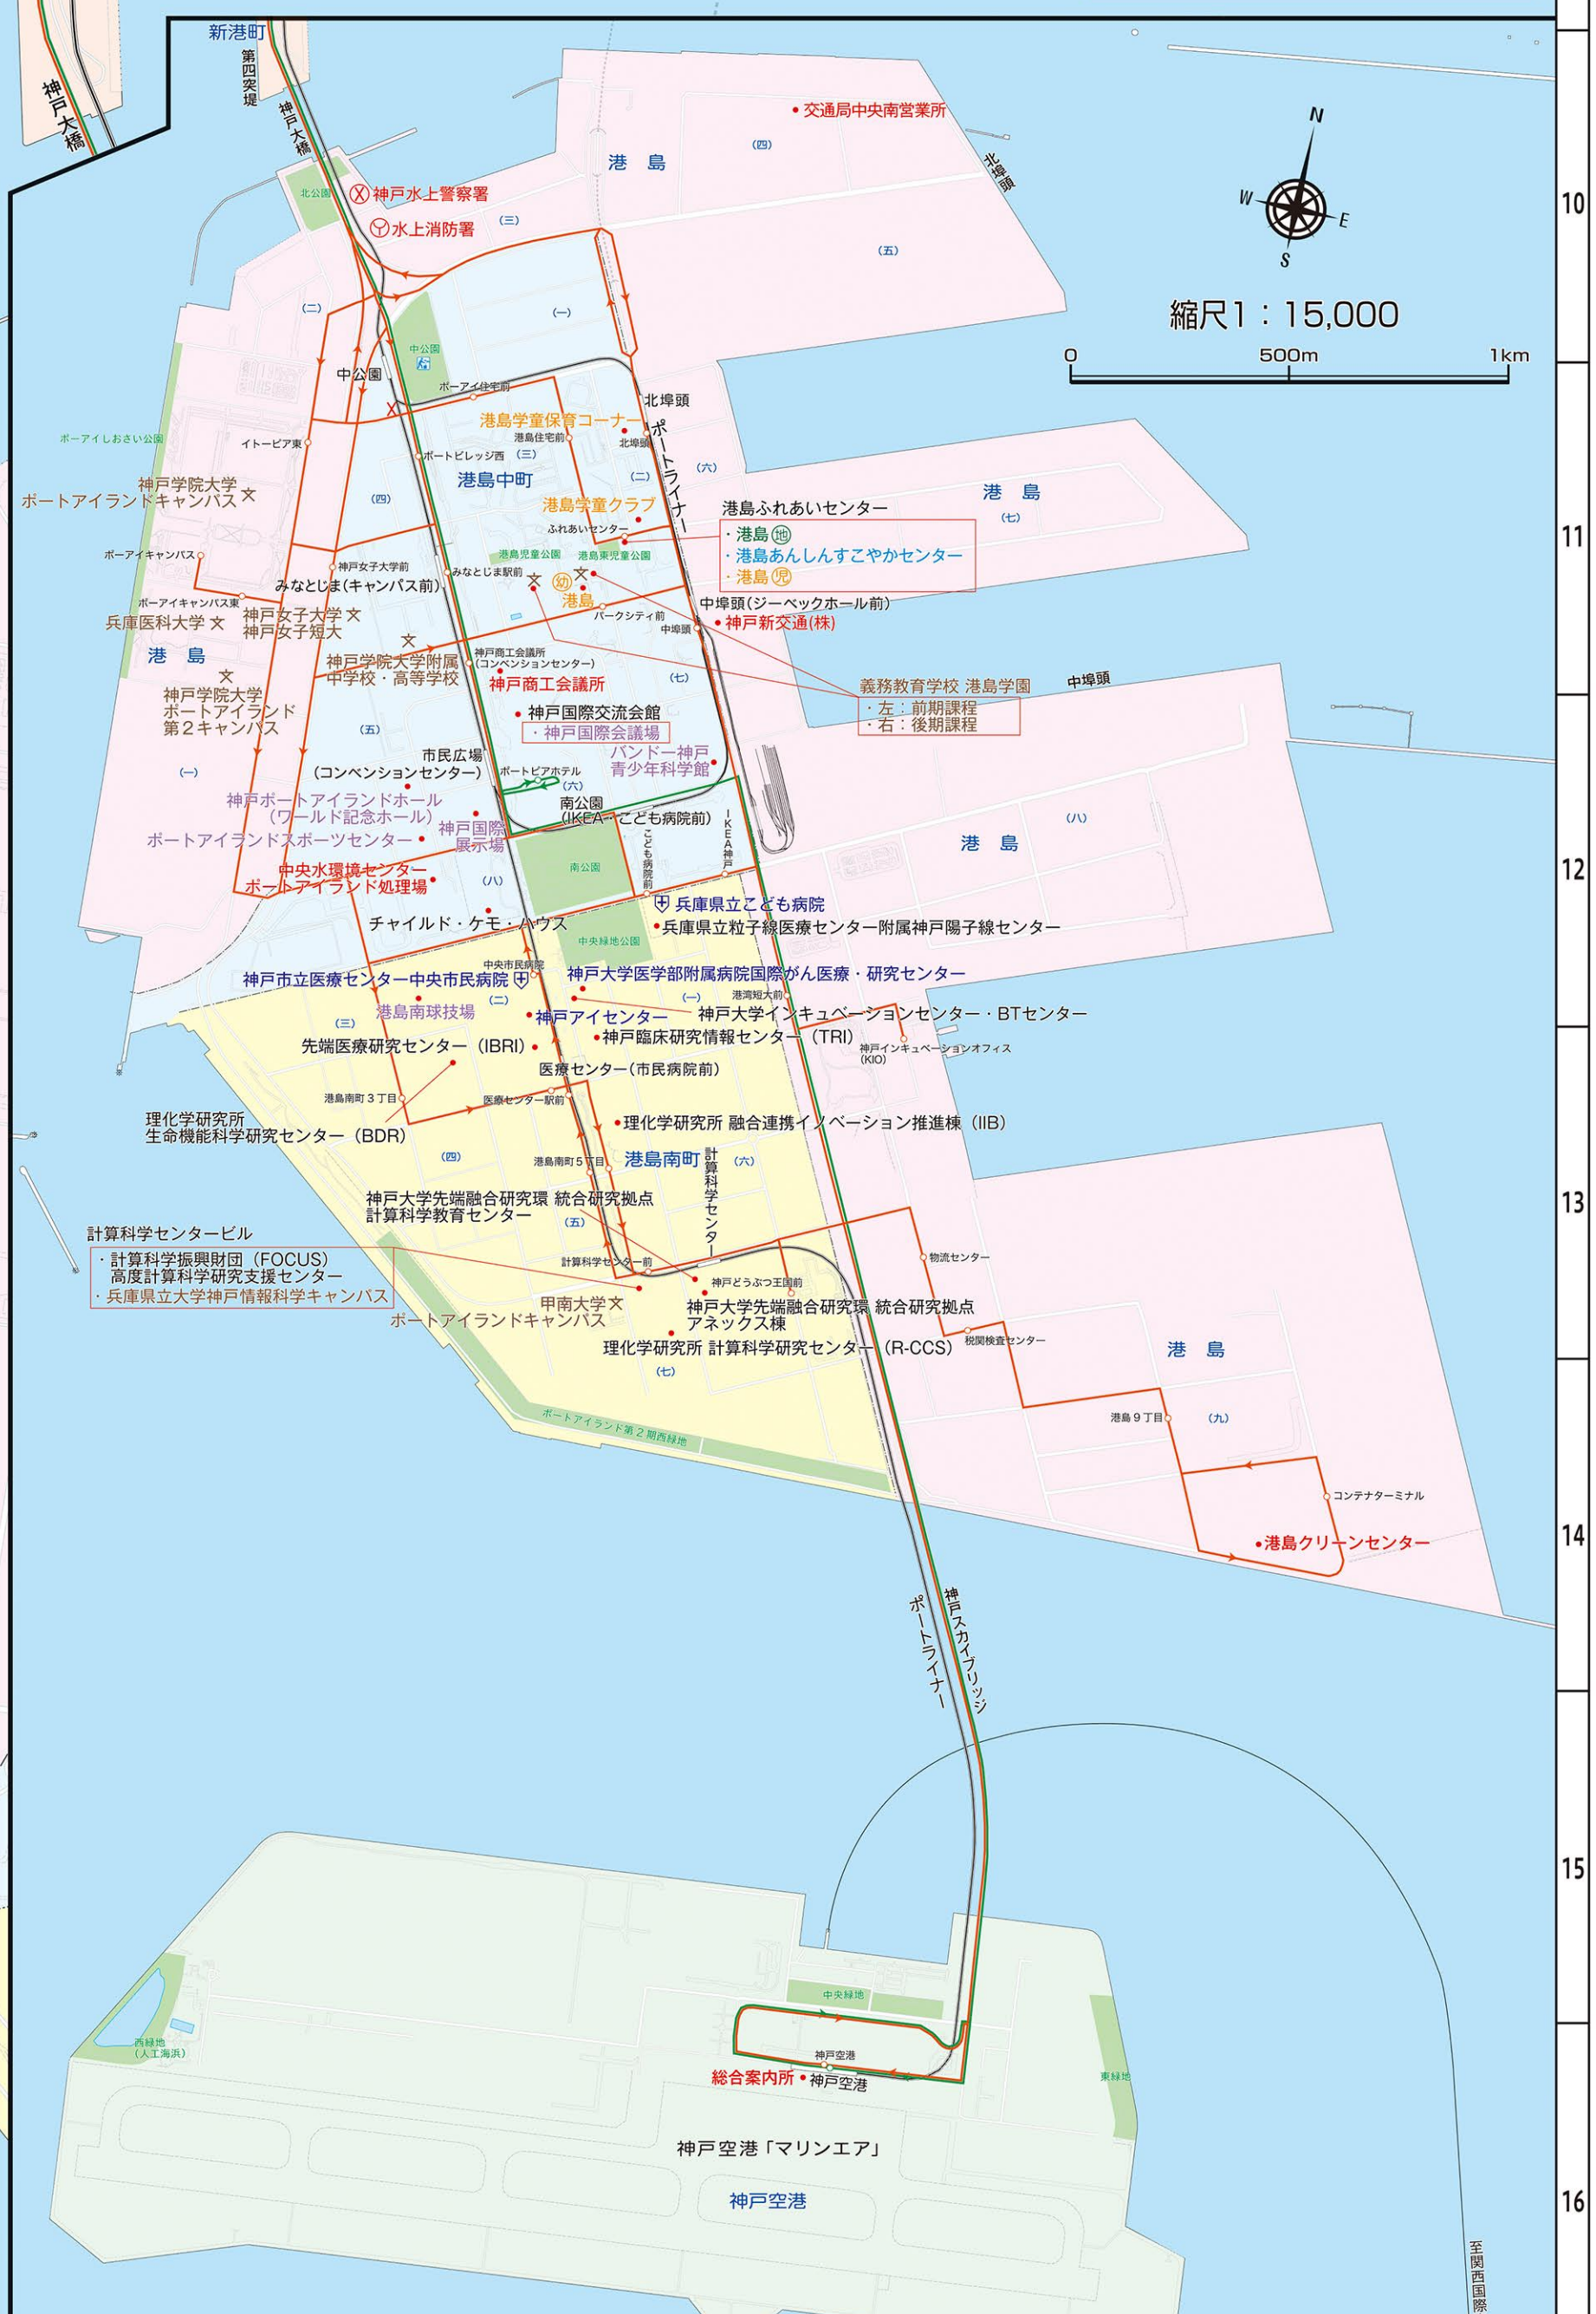 新港町
第四突堤
神戸大橋
神戸大橋
交通局中央南営業所
(四)
港 島
北埠頭
N
W
E
S
10
北公園
神戸水上警察署
水上消防署
(三)
(五)
(二)
(一)
縮尺1：15,000
0
500m
1km
中公園
中公園
ポーアイ住宅前
北埠頭
港島学童保育コーナー
港島住宅前
北埠頭
ポートライナー
ポーアイしおさい公園
イトーピア東
ポートピレッジ西
(三)
港島中町
(二)
(六)
神戸学院大学
ポートアイランドキャンパス
(四)
港島学童クラブ
港 島
(七)
港島ふれあいセンター
・港島地
・港島あんしんすこやかセンター
・港島児
ふれあいセンター
11
ポーアイキャンパス
神戸女子大学前
みなとじま(キャンパス前)
みなとじま駅前
港島児童公園
港島東児童公園
幼
港島
パークシティ前
中埠頭
中埠頭(ジーベックホール前)
神戸新交通(株)
ポーアイキャンパス東
兵庫医科大学
神戸女子大学
神戸女子短大
港 島
神戸学院大学附属
中学校・高等学校
神戸商工会議所
(コンベンションセンター)
神戸商工会議所
(七)
義務教育学校 港島学園
・左：前期課程
・右：後期課程
中埠頭
神戸学院大学
ポートアイランド
第2キャンパス
(五)
神戸国際交流会館
・神戸国際会議場
バンドー神戸
青少年科学館
市民広場
(コンベンションセンター)
ポートピアホテル
(六)
(一)
南公園
(IKEA・こども病院前)
神戸ポートアイランドホール
(ワールド記念ホール)
神戸国際
展示場
ポートアイランドスポーツセンター
こども病院前
IKEA神戸
(八)
港 島
中央水環境センター
ポートアイランド処理場
(八)
南公園
12
チャイルド・ケモ・ハウス
兵庫県立こども病院
兵庫県立粒子線医療センター附属神戸陽子線センター
中央緑地公園
中央市民病院
神戸市立医療センター中央市民病院
神戸大学医学部附属病院国際がん医療・研究センター
港島南球技場
(二)
(一)
港湾短大前
神戸大学インキュベーションセンター・BTセンター
(三)
神戸アイセンター
神戸臨床研究情報センター (TRI)
先端医療研究センター (IBRI)
神戸インキュベーションオフィス
(KIO)
医療センター(市民病院前)
港島南町3丁目
医療センター駅前
理化学研究所
生命機能科学研究センター (BDR)
理化学研究所 融合連携イノベーション推進棟 (IIB)
(四)
港島南町5丁目
港島南町
計算科学センター
(六)
13
神戸大学先端融合研究環 統合研究拠点
計算科学教育センター
(五)
計算科学センタービル
・計算科学振興財団 (FOCUS)
高度計算科学研究支援センター
・兵庫県立大学神戸情報科学キャンパス
計算科学センター前
物流センター
神戸どうぶつ王国前
甲南大学
ポートアイランドキャンパス
神戸大学先端融合研究環 統合研究拠点
アネックス棟
理化学研究所 計算科学研究センター (R-CCS)
税関検査センター
港 島
(七)
ポートアイランド第2期西緑地
港島9丁目
(九)
コンテナターミナル
港島クリーンセンター
14
ポートライナー
神戸スカイブリッジ
15
中央緑地
西緑地
(人工海浜)
神戸空港
総合案内所
神戸空港
東緑地
神戸空港「マリンエア」
神戸空港
16
至関西国際